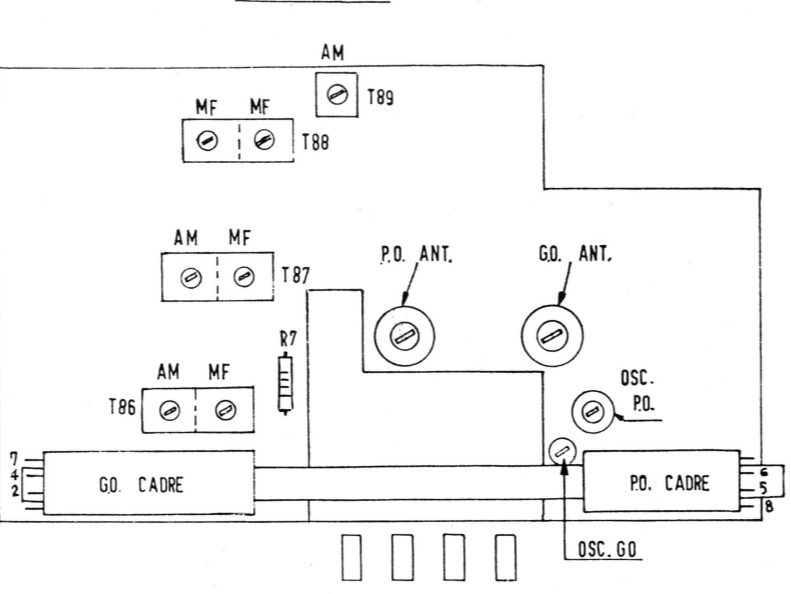 AM
T89
MF MF
T88
AM MF
T87
P.O. ANT.
G.O. ANT.
R7
AM MF
T86
OSC.
P.O.
7
4
2
G.O. CADRE
P.O. CADRE
6
5
8
OSC. GO